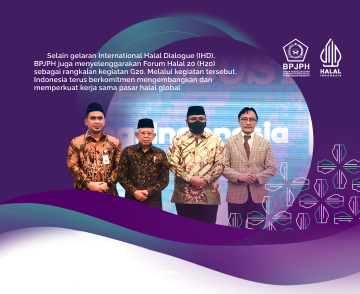 Selain gelaran International Halal Dialogue (IHD),
BPJPH juga menyelenggarakan Forum Halal 20 (H20)
sebagai rangkaian kegiatan G20. Melalui kegiatan tersebut,
Indonesia terus berkomitmen mengembangkan dan
memperkuat kerja sama pasar halal global
BPJPH
HALAL
INDONESIA